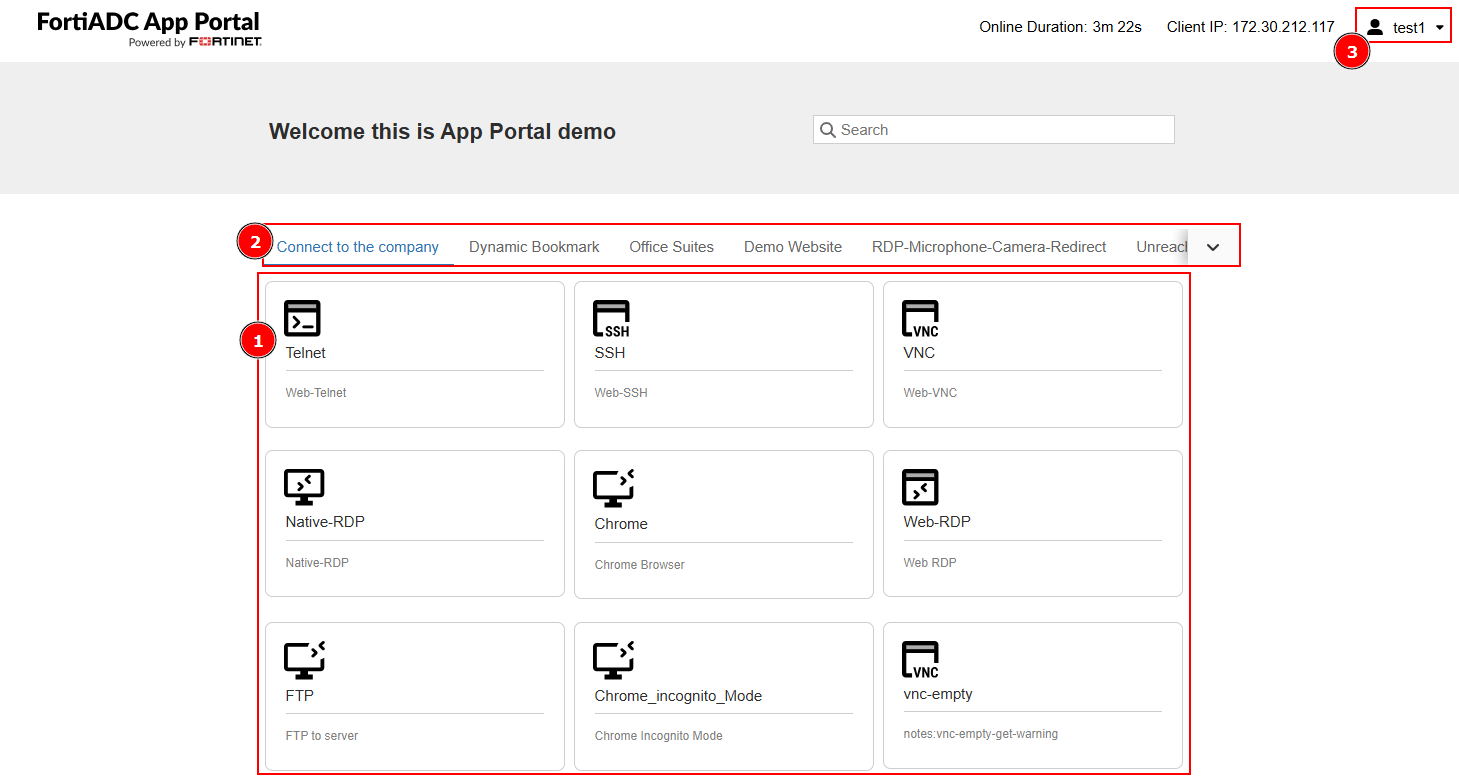 FortiADC App Portal
Powered by FORTINET
Online Duration: 3m 22s Client IP: 172.30.212.117 test1
3
Welcome this is App Portal demo
Search
2
Connect to the company Dynamic Bookmark Office Suites Demo Website RDP-Microphone-Camera-Redirect Unreac
1
Telnet
Web-Telnet
SSH
SSH
Web-SSH
VNC
VNC
Web-VNC
Native-RDP
Native-RDP
Chrome
Chrome Browser
Web-RDP
Web RDP
FTP
FTP to server
Chrome_incognito_Mode
Chrome Incognito Mode
VNC
vnc-empty
notes:vnc-empty-get-warning